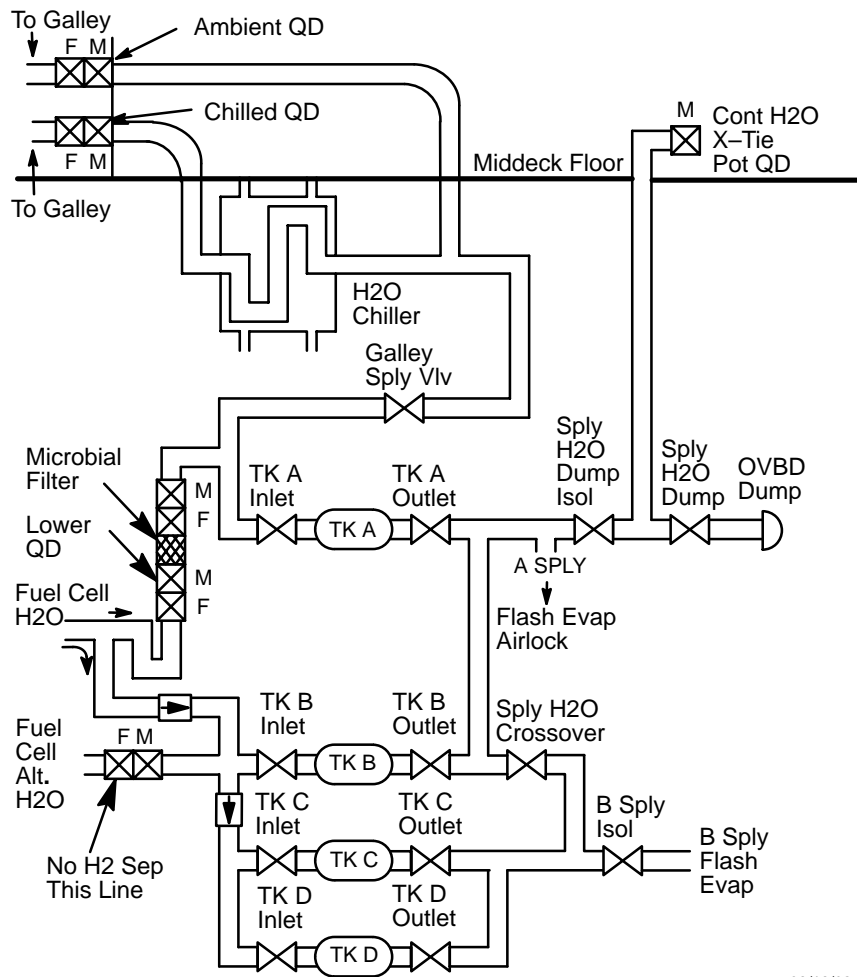 To Galley
F M
Ambient QD
Chilled QD
F M
To Galley
M
Cont H2O
X–Tie
Pot QD
Middeck Floor
H2O
Chiller
Galley
Sply Vlv
Microbial
Filter
Lower
QD
Fuel Cell
H2O
M
F
M
F
TK A
Inlet
TK A
TK A
Outlet
Sply
H2O
Dump
Isol
Sply
H2O
Dump
OVBD
Dump
A SPLY
Flash Evap
Airlock
Fuel
Cell
Alt.
H2O
F M
No H2 Sep
This Line
TK B
Inlet
TK B
TK B
Outlet
Sply H2O
Crossover
TK C
Inlet
TK C
TK C
Outlet
B Sply
Isol
B Sply
Flash
Evap
TK D
Inlet
TK D
TK D
Outlet